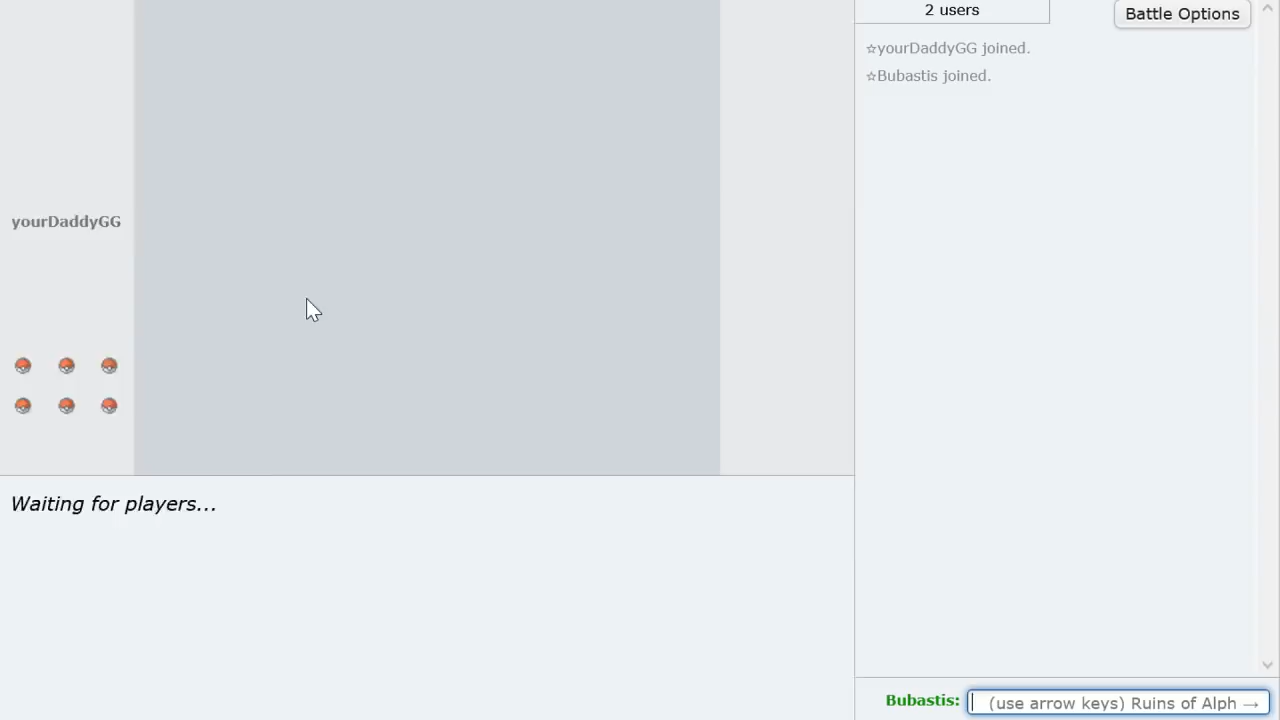 2 users
Battle Options
☆yourDaddyGG joined.
☆Bubastis joined.
yourDaddyGG
Waiting for players...
Bubastis: (use arrow keys) Ruins of Alph →